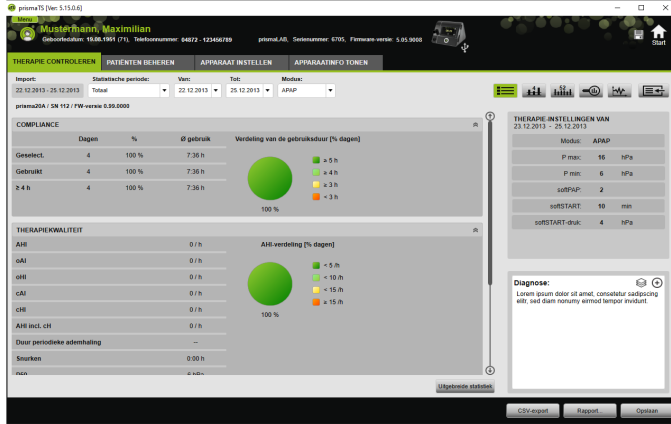 prismaTS [Ver: 5.15.0.6]
Menu
Mustermann, Maximilian
Geboortedatum: 19.08.1951 (71), Telefoonnummer: 04872 - 123456789
prismaLAB, Serienummer: 6705, Firmware-versie: 5.05.9008
Start
THERAPIE CONTROLEREN
PATIËNTEN BEHEREN
APPARAAT INSTELLEN
APPARAATINFO TONEN
Import: Statistische periode: Van: Tot: Modus:
22.12.2013 - 25.12.2013 Totaal 22.12.2013 25.12.2013 APAP
prisma20A / SN 112 / FW-versie 0.99.0000
COMPLIANCE
Dagen % Ø gebruik Verdeling van de gebruiksduur [% dagen]
Geselect. 4 100 % 7:36 h
Gebruikt 4 100 % 7:36 h
≥ 4 h 4 100 % 7:36 h
≥ 5 h
≥ 4 h
≥ 3 h
< 3 h
100 %
THERAPIEKWALITEIT
AHI 0 / h
oAI 0 / h
oHI 0 / h
cAI 0 / h
cHI 0 / h
AHI incl. cH 0 / h
Duur periodieke ademhaling –
Snurken 0:00 h
P50 6 hPa
AHI-verdeling [% dagen]
< 5 /h
< 10 /h
< 15 /h
≥ 15 /h
100 %
Uitgebreide statistiek
THERAPIE-INSTELLINGEN VAN
23.12.2013 - 25.12.2013
Modus: APAP
P max: 16 hPa
P min: 6 hPa
softPAP: 2
softSTART: 10 min
softSTART-druk: 4 hPa
Diagnose:
Lorem ipsum dolor sit amet, consetetur sadipscing
elitr, sed diam nonumy eirmod tempor invidunt.
CSV-export
Rapport...
Opslaan